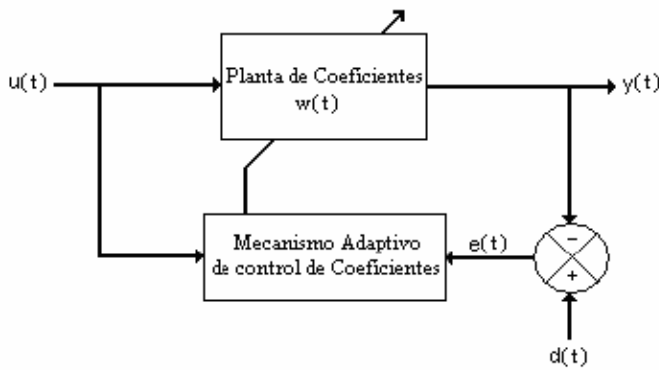 Planta de Coeficientes
w(t)
u(t)
y(t)
Mecanismo Adaptivo
de control de Coeficientes
e(t)
−
+
d(t)